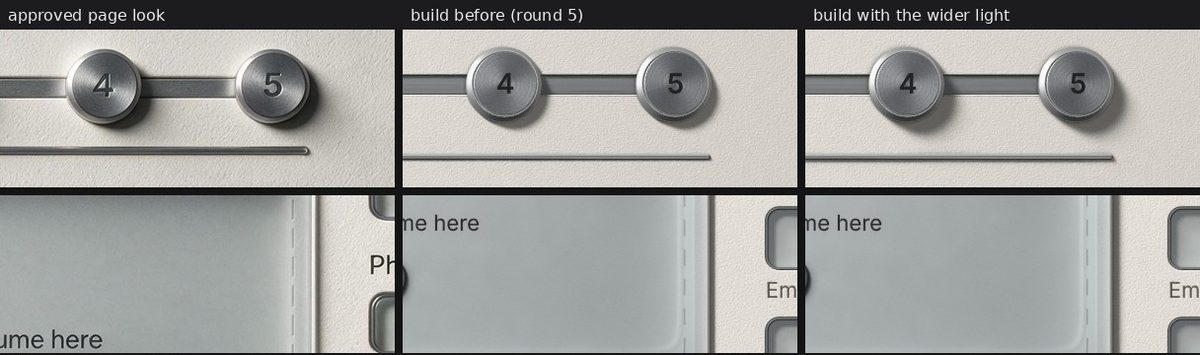 approved page look
build before (round 5)
build with the wider light
4
5
4
5
4
5
Ph
ume here
me here
Em
me here
Em